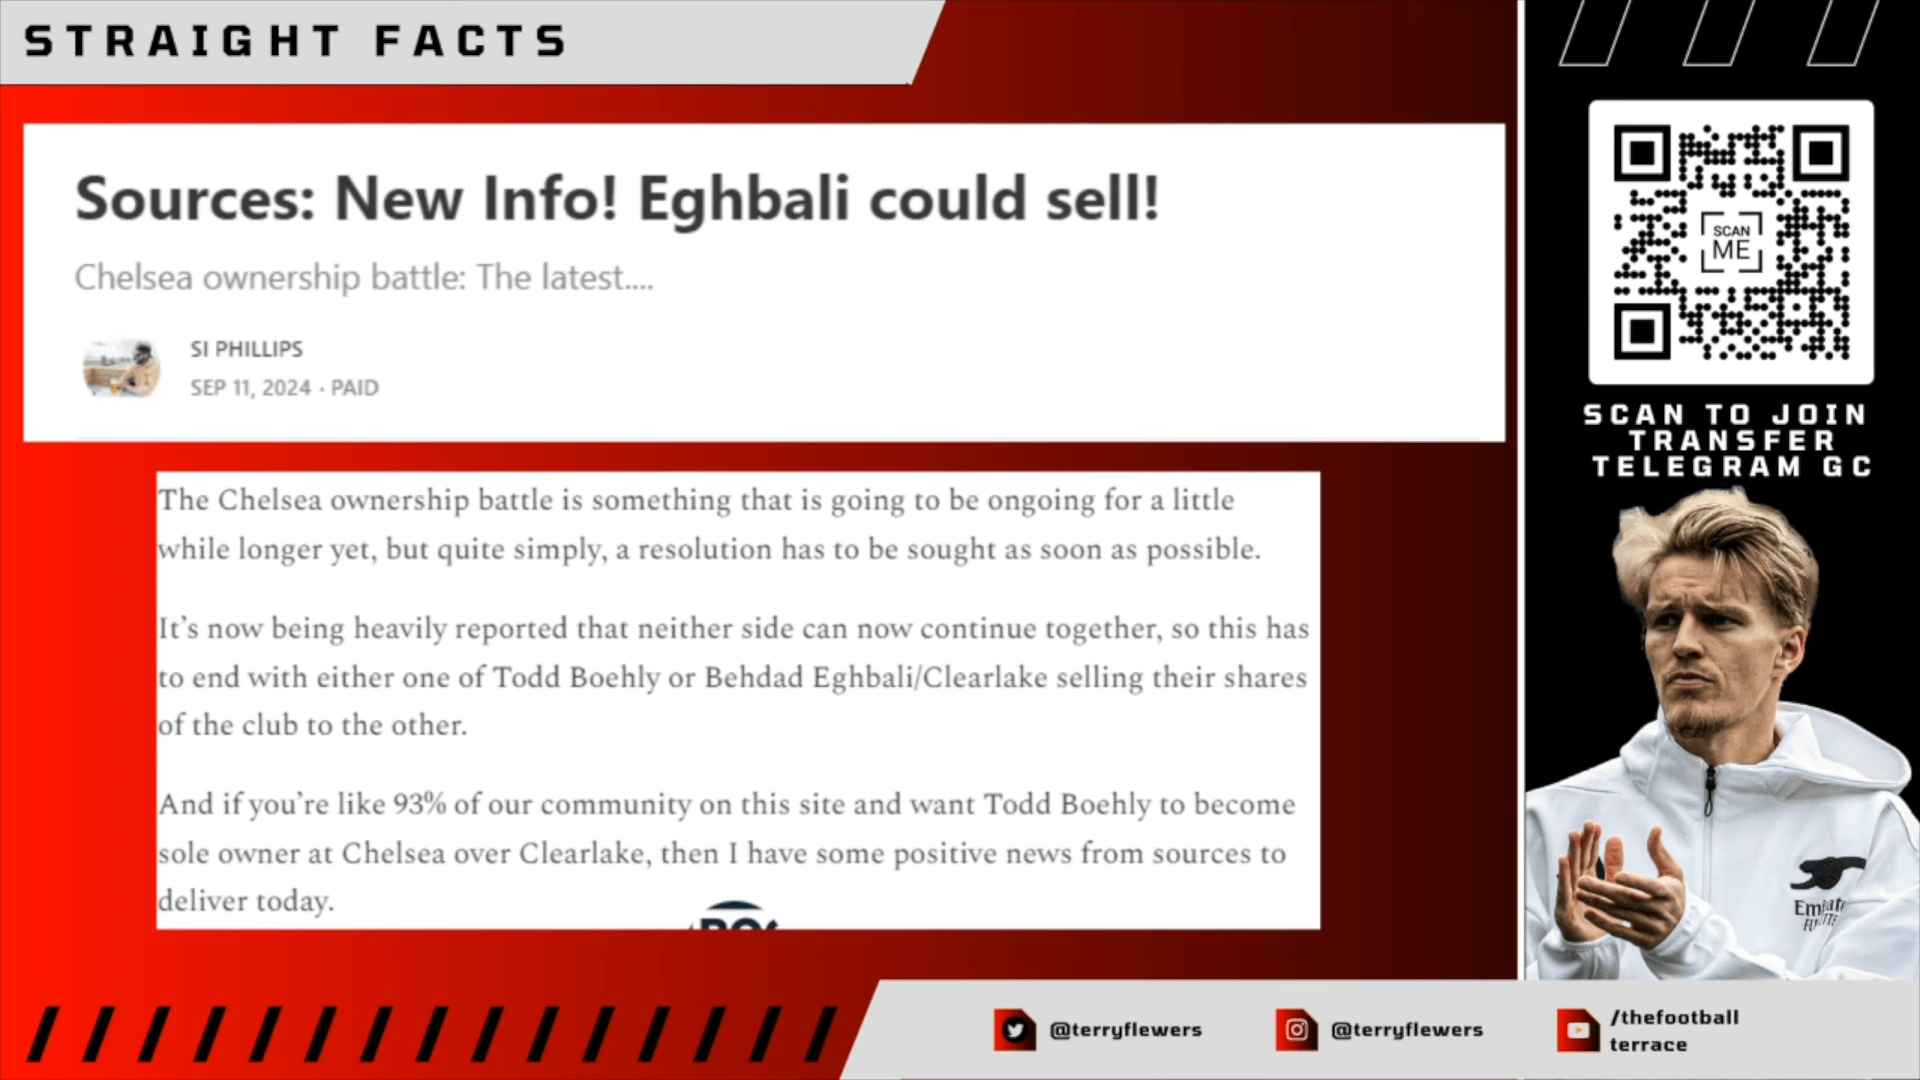 STRAIGHT FACTS
Sources: New Info! Eghbali could sell!
Chelsea ownership battle: The latest....
SI PHILLIPS
SEP 11, 2024 · PAID
The Chelsea ownership battle is something that is going to be ongoing for a little
while longer yet, but quite simply, a resolution has to be sought as soon as possible.
It’s now being heavily reported that neither side can now continue together, so this has
to end with either one of Todd Boehly or Behdad Eghbali/Clearlake selling their shares
of the club to the other.
And if you’re like 93% of our community on this site and want Todd Boehly to become
sole owner at Chelsea over Clearlake, then I have some positive news from sources to
deliver today.
SCAN
ME
SCAN TO JOIN
TRANSFER
TELEGRAM GC
@terryflewers
@terryflewers
/thefootball
terrace